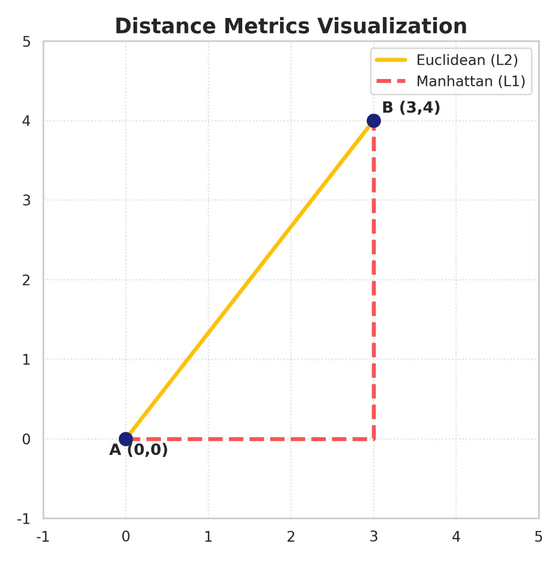 Distance Metrics Visualization
5
Euclidean (L2)
Manhattan (L1)
B (3,4)
4
3
2
1
0
A (0,0)
-1
-1 0 1 2 3 4 5